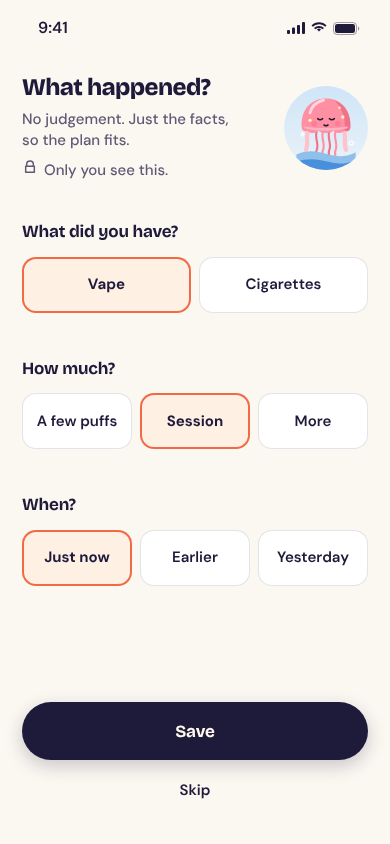 9:41
What happened?
No judgement. Just the facts,
so the plan fits.
Only you see this.
What did you have?
Vape
Cigarettes
How much?
A few puffs
Session
More
When?
Just now
Earlier
Yesterday
Save
Skip